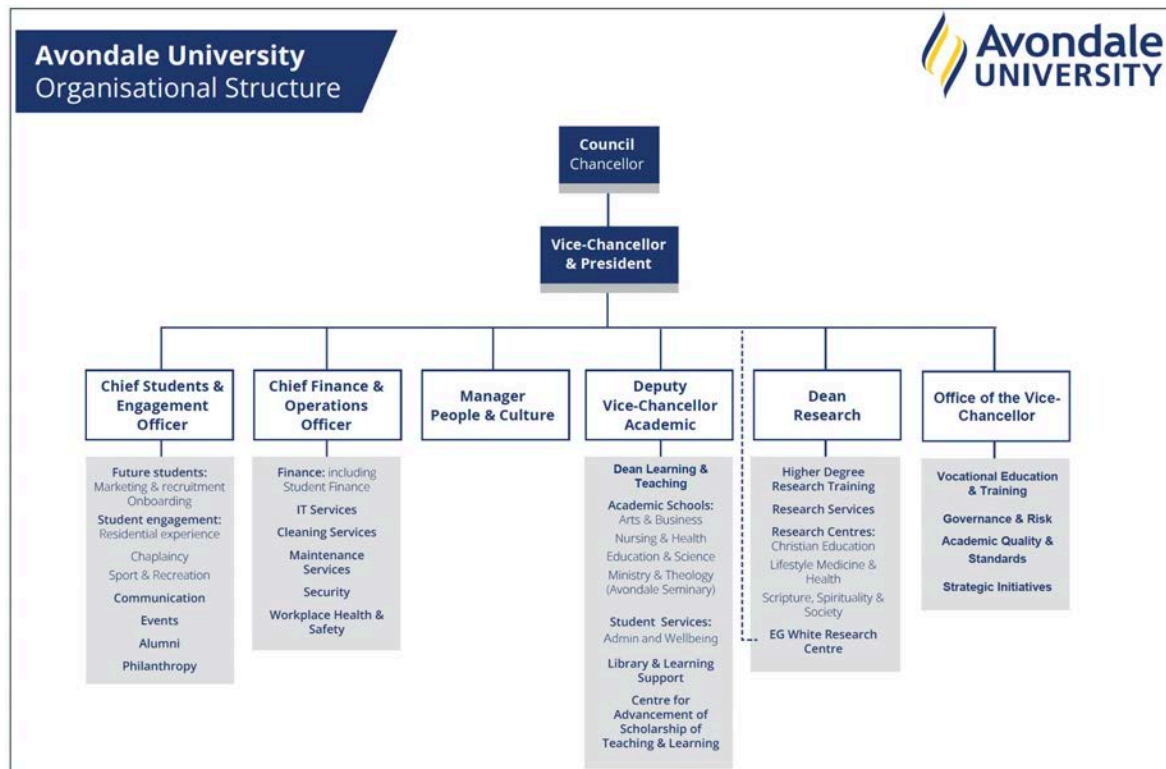 Avondale University
Organisational Structure
Avondale
UNIVERSITY
Council
Chancellor
Vice-Chancellor
& President
Chief Students &
Engagement
Officer
Future students:
Marketing & recruitment
Onboarding
Student engagement:
Residential experience
Chaplaincy
Sport & Recreation
Communication
Events
Alumni
Philanthropy
Chief Finance &
Operations
Officer
Finance: including
Student Finance
IT Services
Cleaning Services
Maintenance
Services
Security
Workplace Health &
Safety
Manager
People & Culture
Deputy
Vice-Chancellor
Academic
Dean Learning &
Teaching
Academic Schools:
Arts & Business
Nursing & Health
Education & Science
Ministry & Theology
(Avondale Seminary)
Student Services:
Admin and Wellbeing
Library & Learning
Support
Centre for
Advancement of
Scholarship of
Teaching & Learning
Dean
Research
Higher Degree
Research Training
Research Services
Research Centres:
Christian Education
Lifestyle Medicine &
Health
Scripture, Spirituality &
Society
EG White Research
Centre
Office of the Vice-
Chancellor
Vocational Education
& Training
Governance & Risk
Academic Quality &
Standards
Strategic Initiatives